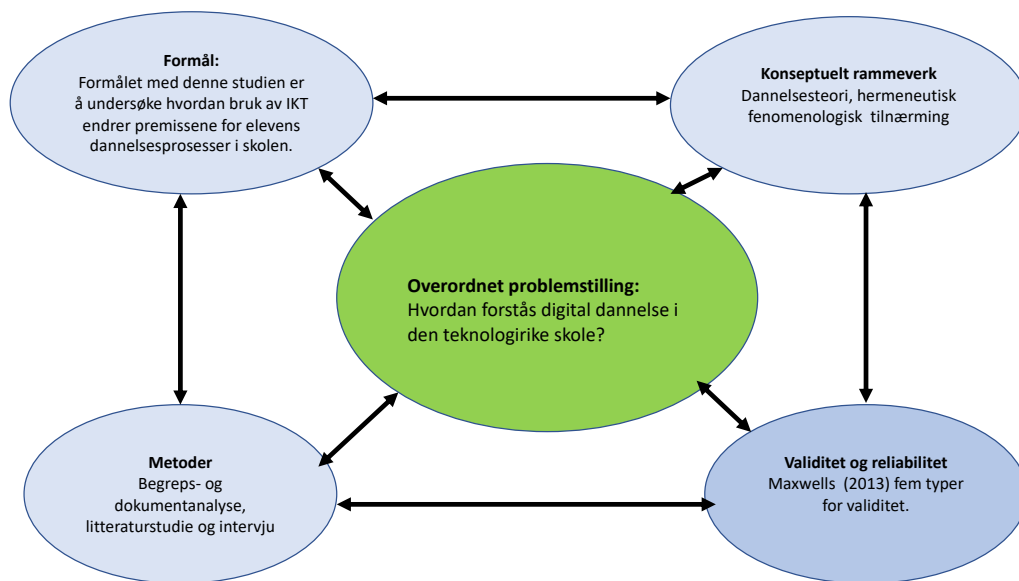 Formål:
Formålet med denne studien er
å undersøke hvordan bruk av IKT
endrer premissene for elevens
dannelsesprosesser i skolen.
Konseptuelt rammeverk
Dannelsesteori, hermeneutisk
fenomenologisk tilnærming
Overordnet problemstilling:
Hvordan forstås digital dannelse i
den teknologirike skole?
Metoder
Begreps- og
dokumentanalyse,
litteraturstudie og intervju
Validitet og reliabilitet
Maxwells (2013) fem typer
for validitet.